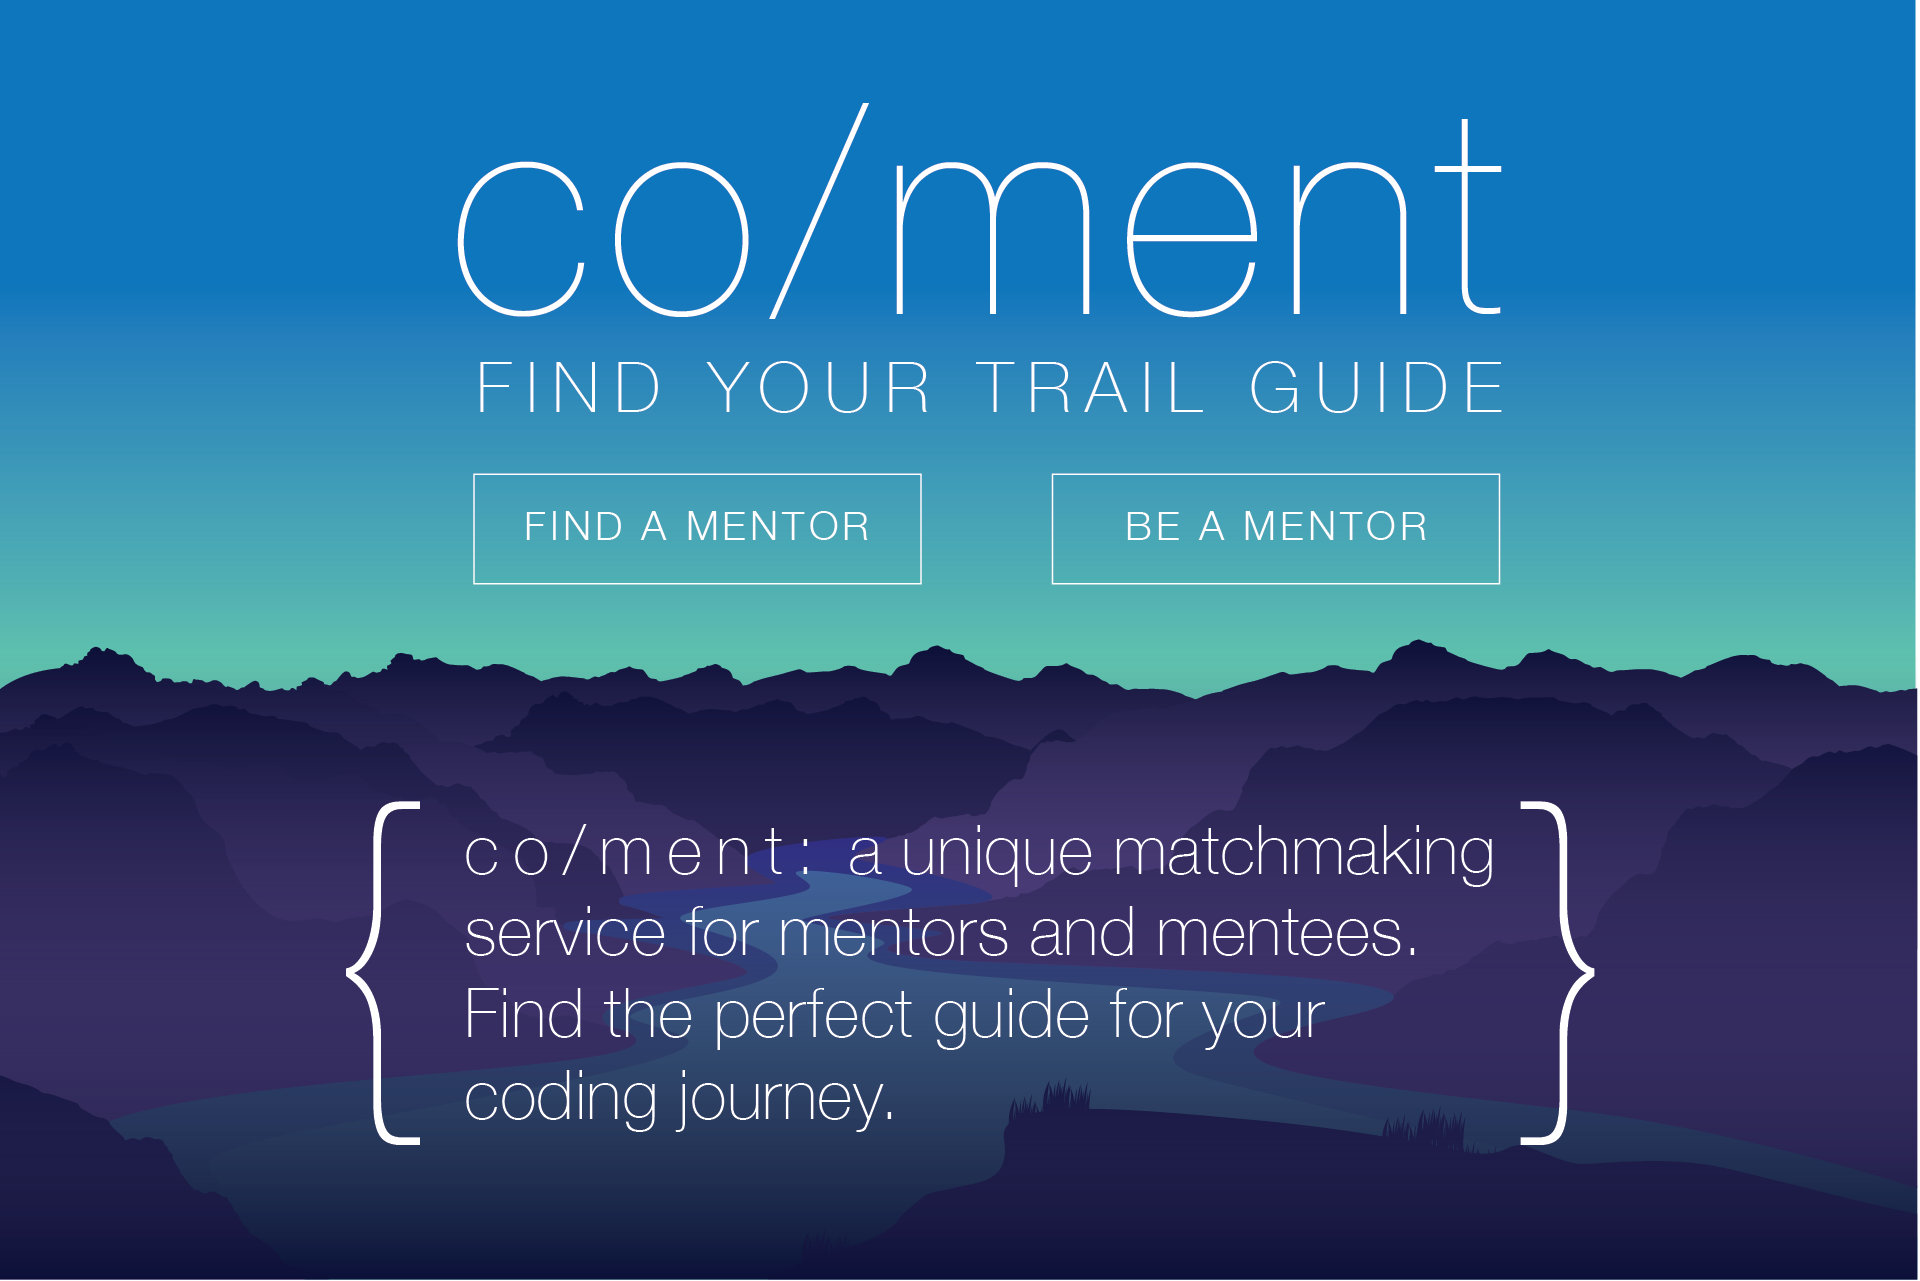 co/ment
FIND YOUR TRAIL GUIDE
FIND A MENTOR
BE A MENTOR
{ co/ment: a unique matchmaking
service for mentors and mentees.
Find the perfect guide for your
coding journey. }